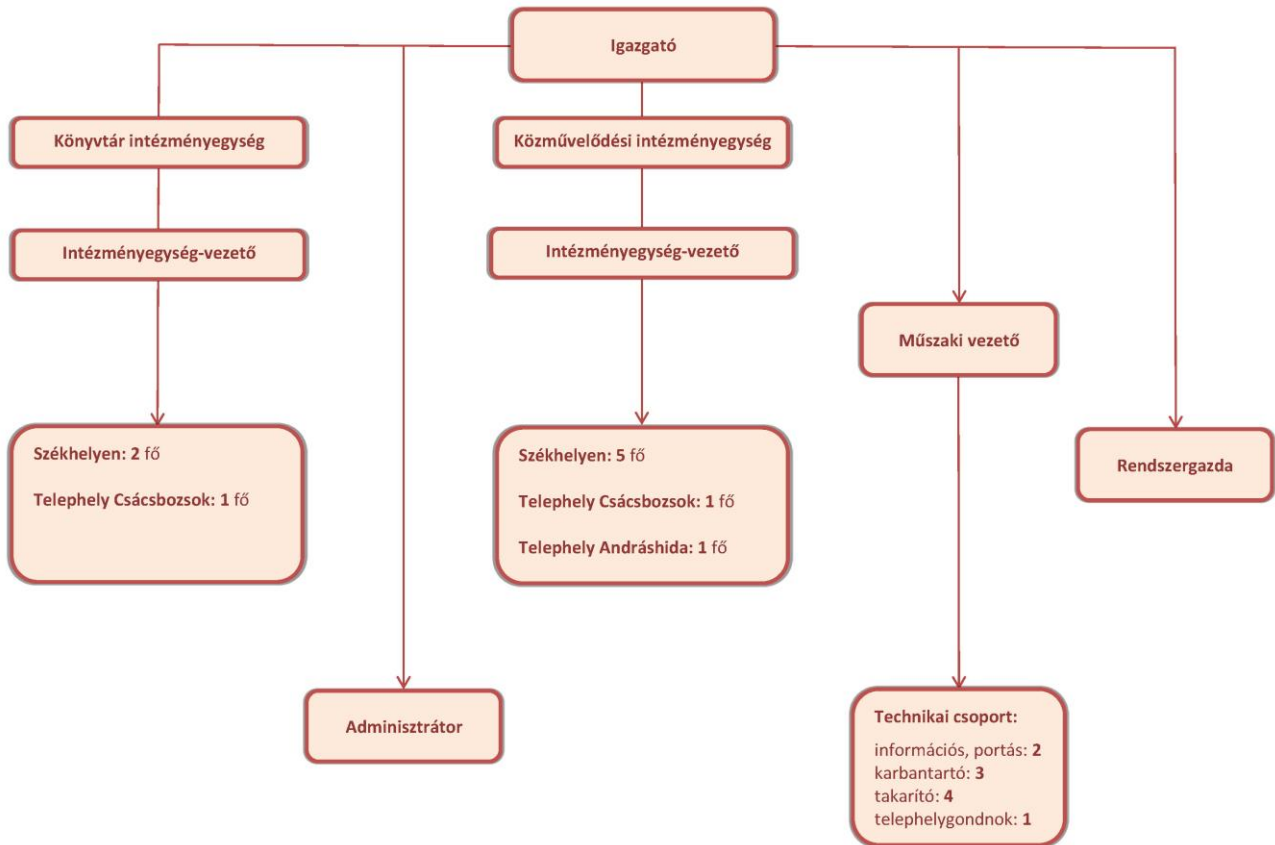 Igazgató
Könyvtár intézményegység
Közművelődési intézményegység
Intézményegység-vezető
Intézményegység-vezető
Műszaki vezető
Székhelyen: 2 fő
Telephely Csácsbozsok: 1 fő
Székhelyen: 5 fő
Telephely Csácsbozsok: 1 fő
Telephely Andráshida: 1 fő
Rendszergazda
Adminisztrátor
Technikai csoport:
információs, portás: 2
karbantartó: 3
takarító: 4
telephelygondnok: 1